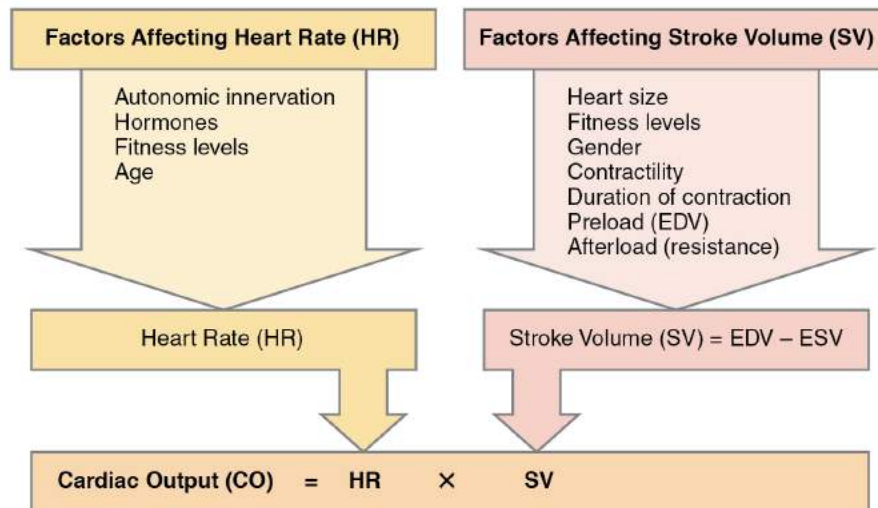 Factors Affecting Heart Rate (HR)
Autonomic innervation
Hormones
Fitness levels
Age
Factors Affecting Stroke Volume (SV)
Heart size
Fitness levels
Gender
Contractility
Duration of contraction
Preload (EDV)
Afterload (resistance)
Heart Rate (HR)
Stroke Volume (SV) = EDV – ESV
Cardiac Output (CO) = HR × SV